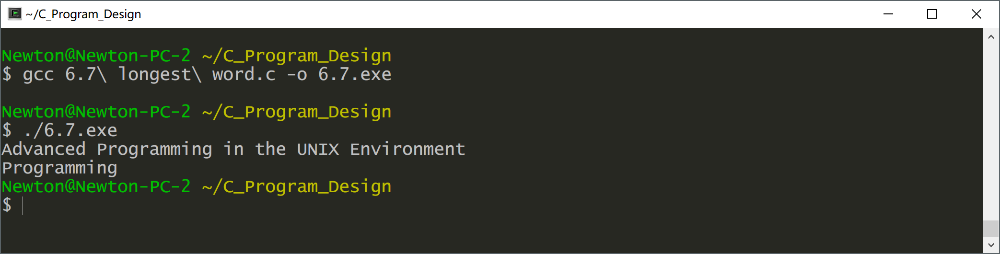 ~/C_Program_Design
Newton@Newton-PC-2 ~/C_Program_Design
$ gcc 6.7\ longest\ word.c -o 6.7.exe
Newton@Newton-PC-2 ~/C_Program_Design
$ ./6.7.exe
Advanced Programming in the UNIX Environment
Programming
Newton@Newton-PC-2 ~/C_Program_Design
$